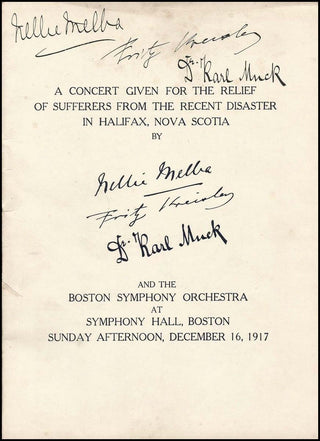 Nellie Melba
Fritz Kreisler
Dr. Karl Muck
A CONCERT GIVEN FOR THE RELIEF
OF SUFFERERS FROM THE RECENT DISASTER
IN HALIFAX, NOVA SCOTIA
BY
Nellie Melba
Fritz Kreisler
Dr. Karl Muck
AND THE
BOSTON SYMPHONY ORCHESTRA
AT
SYMPHONY HALL, BOSTON
SUNDAY AFTERNOON, DECEMBER 16, 1917